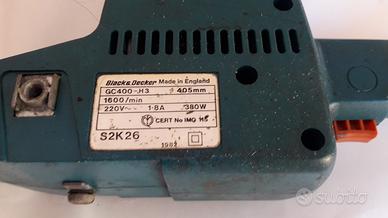 Black & Decker Made in England
GC400-H3 405mm
1600/min
220V~ 1·8A 380W
CERT No IMQ 115
S2K26
1982
Subito